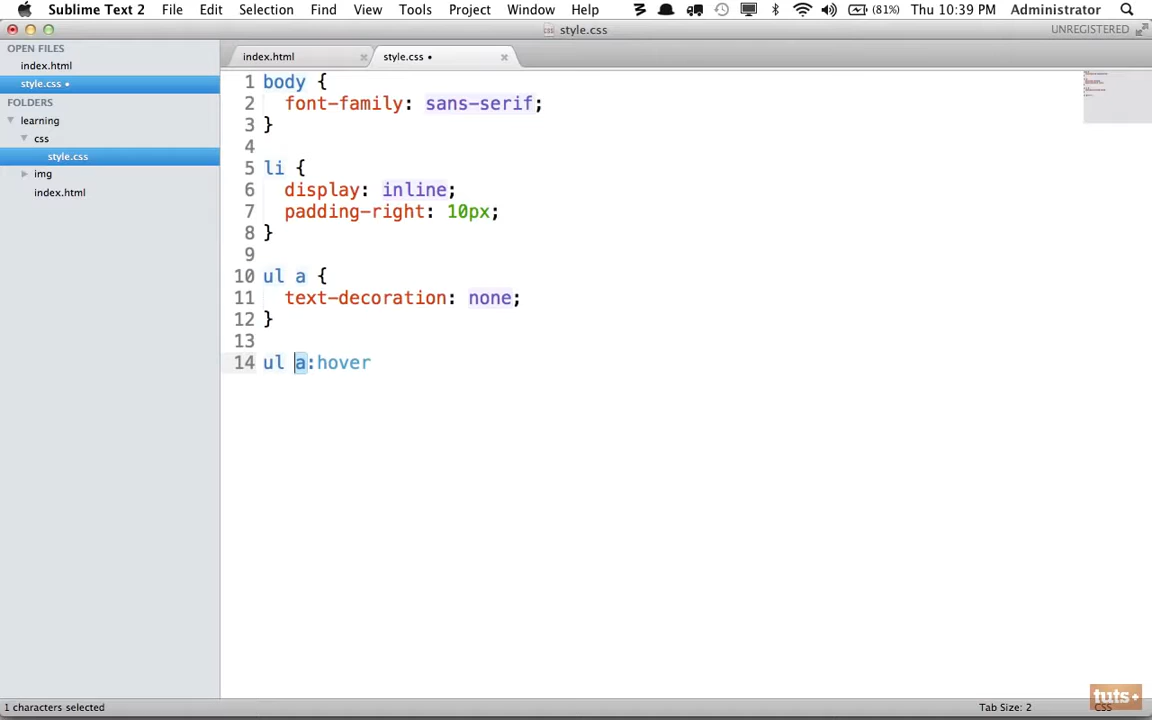 Sublime Text 2 File Edit Selection Find View Tools Project Window Help (81%) Thu 10:39 PM Administrator
style.css
UNREGISTERED
OPEN FILES
index.html
style.css •
FOLDERS
learning
css
style.css
img
index.html
index.html × style.css • ×
1 body {
2 font-family: sans-serif;
3 }
4
5 li {
6 display: inline;
7 padding-right: 10px;
8 }
9
10 ul a {
11 text-decoration: none;
12 }
13
14 ul a:hover
tuts+
1 characters selected Tab Size: 2 CSS